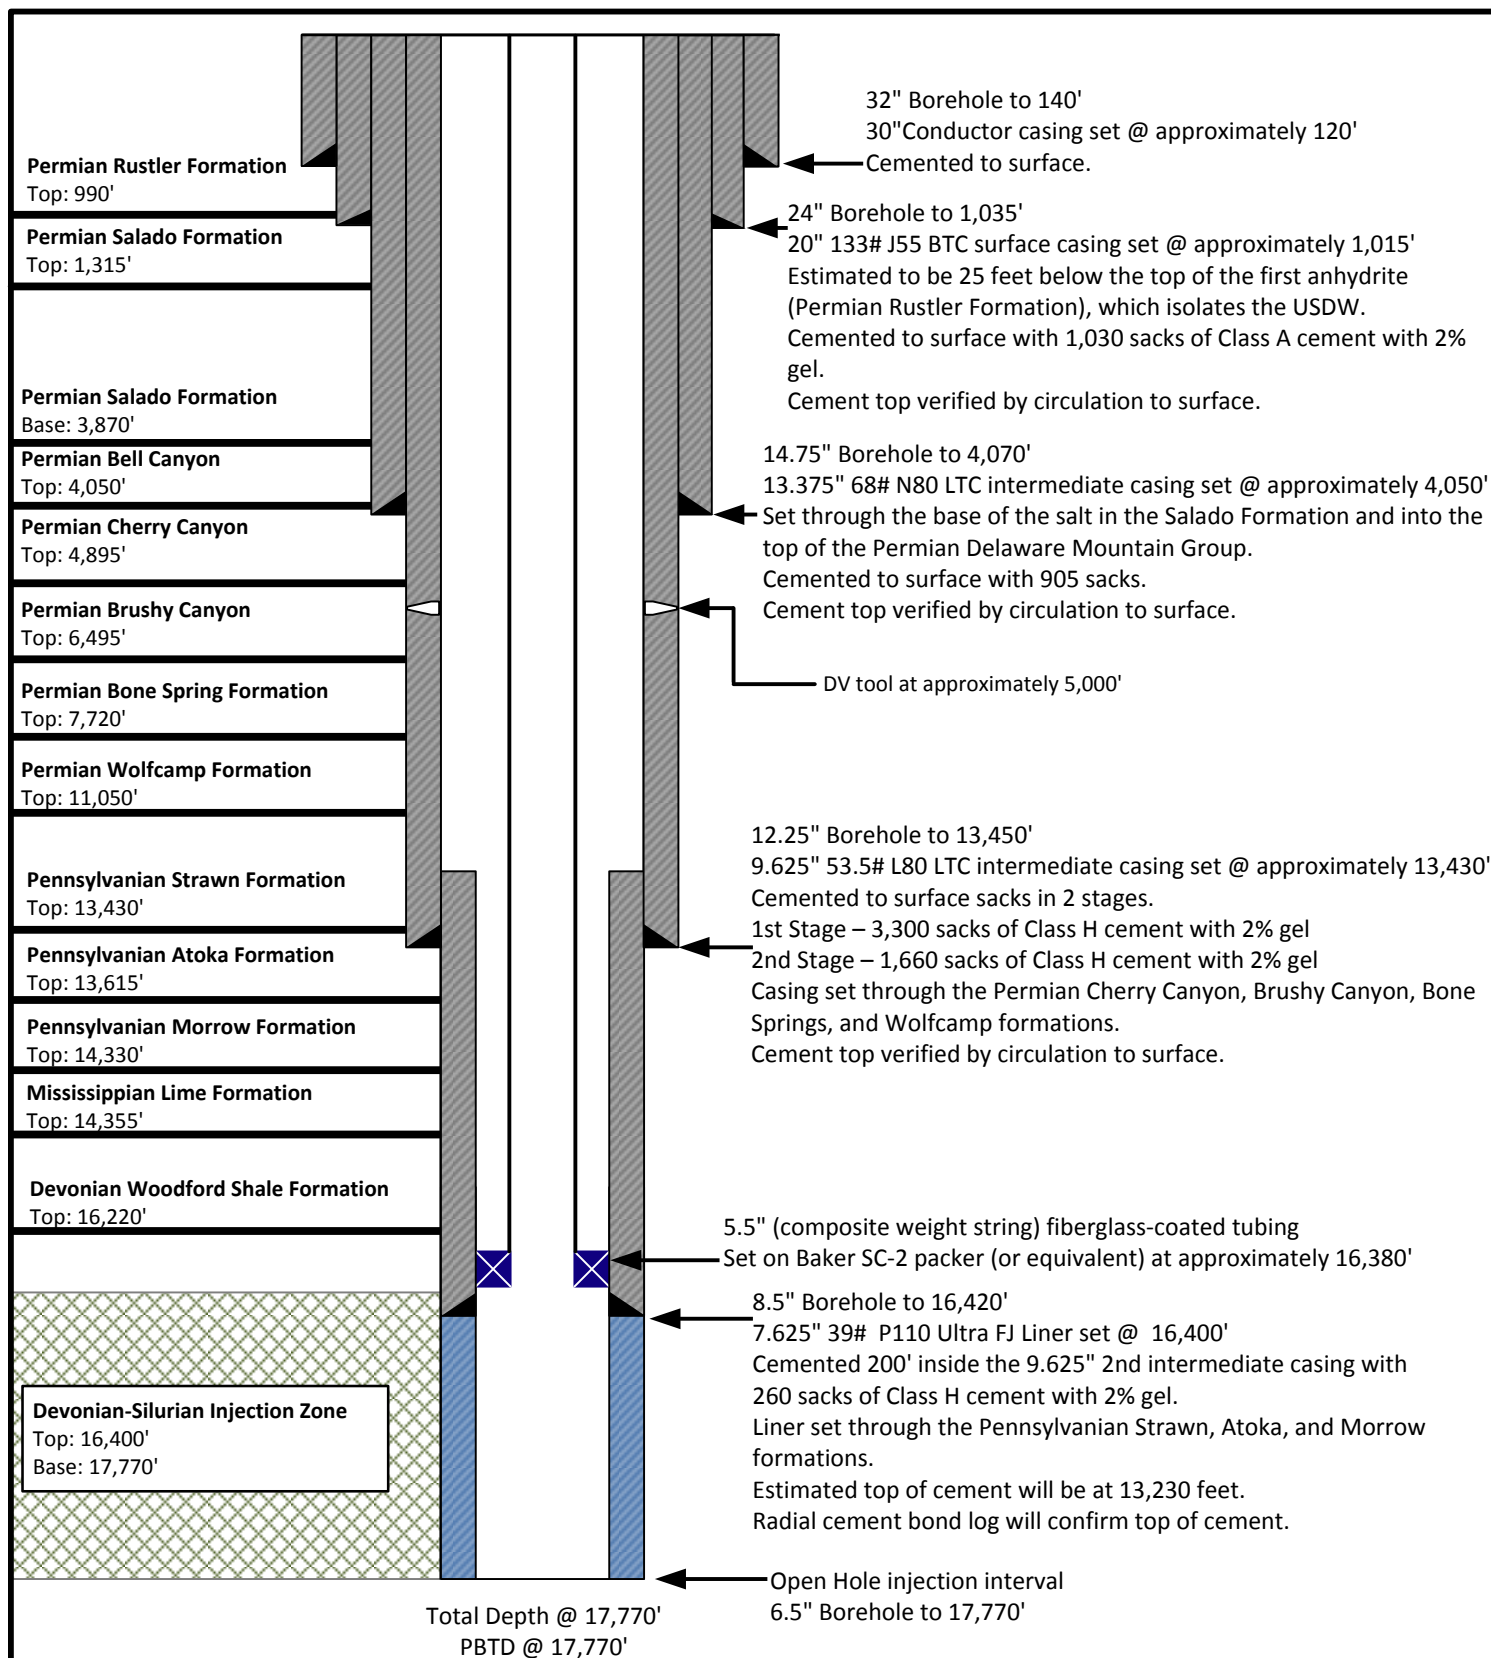 Permian Rustler Formation
Top: 990'
Permian Salado Formation
Top: 1,315'
Permian Salado Formation
Base: 3,870'
Permian Bell Canyon
Top: 4,050'
Permian Cherry Canyon
Top: 4,895'
Permian Brushy Canyon
Top: 6,495'
Permian Bone Spring Formation
Top: 7,720'
Permian Wolfcamp Formation
Top: 11,050'
Pennsylvanian Strawn Formation
Top: 13,430'
Pennsylvanian Atoka Formation
Top: 13,615'
Pennsylvanian Morrow Formation
Top: 14,330'
Mississippian Lime Formation
Top: 14,355'
Devonian Woodford Shale Formation
Top: 16,220'
Devonian-Silurian Injection Zone
Top: 16,400'
Base: 17,770'
32" Borehole to 140'
30"Conductor casing set @ approximately 120'
Cemented to surface.
24" Borehole to 1,035'
20" 133# J55 BTC surface casing set @ approximately 1,015'
Estimated to be 25 feet below the top of the first anhydrite
(Permian Rustler Formation), which isolates the USDW.
Cemented to surface with 1,030 sacks of Class A cement with 2%
gel.
Cement top verified by circulation to surface.
14.75" Borehole to 4,070'
13.375" 68# N80 LTC intermediate casing set @ approximately 4,050'
Set through the base of the salt in the Salado Formation and into the
top of the Permian Delaware Mountain Group.
Cemented to surface with 905 sacks.
Cement top verified by circulation to surface.
DV tool at approximately 5,000'
12.25" Borehole to 13,450'
9.625" 53.5# L80 LTC intermediate casing set @ approximately 13,430'
Cemented to surface sacks in 2 stages.
1st Stage – 3,300 sacks of Class H cement with 2% gel
2nd Stage – 1,660 sacks of Class H cement with 2% gel
Casing set through the Permian Cherry Canyon, Brushy Canyon, Bone
Springs, and Wolfcamp formations.
Cement top verified by circulation to surface.
5.5" (composite weight string) fiberglass-coated tubing
Set on Baker SC-2 packer (or equivalent) at approximately 16,380'
8.5" Borehole to 16,420'
7.625" 39# P110 Ultra FJ Liner set @ 16,400'
Cemented 200' inside the 9.625" 2nd intermediate casing with
260 sacks of Class H cement with 2% gel.
Liner set through the Pennsylvanian Strawn, Atoka, and Morrow
formations.
Estimated top of cement will be at 13,230 feet.
Radial cement bond log will confirm top of cement.
Open Hole injection interval
6.5" Borehole to 17,770'
Total Depth @ 17,770'
PBTD @ 17,770'